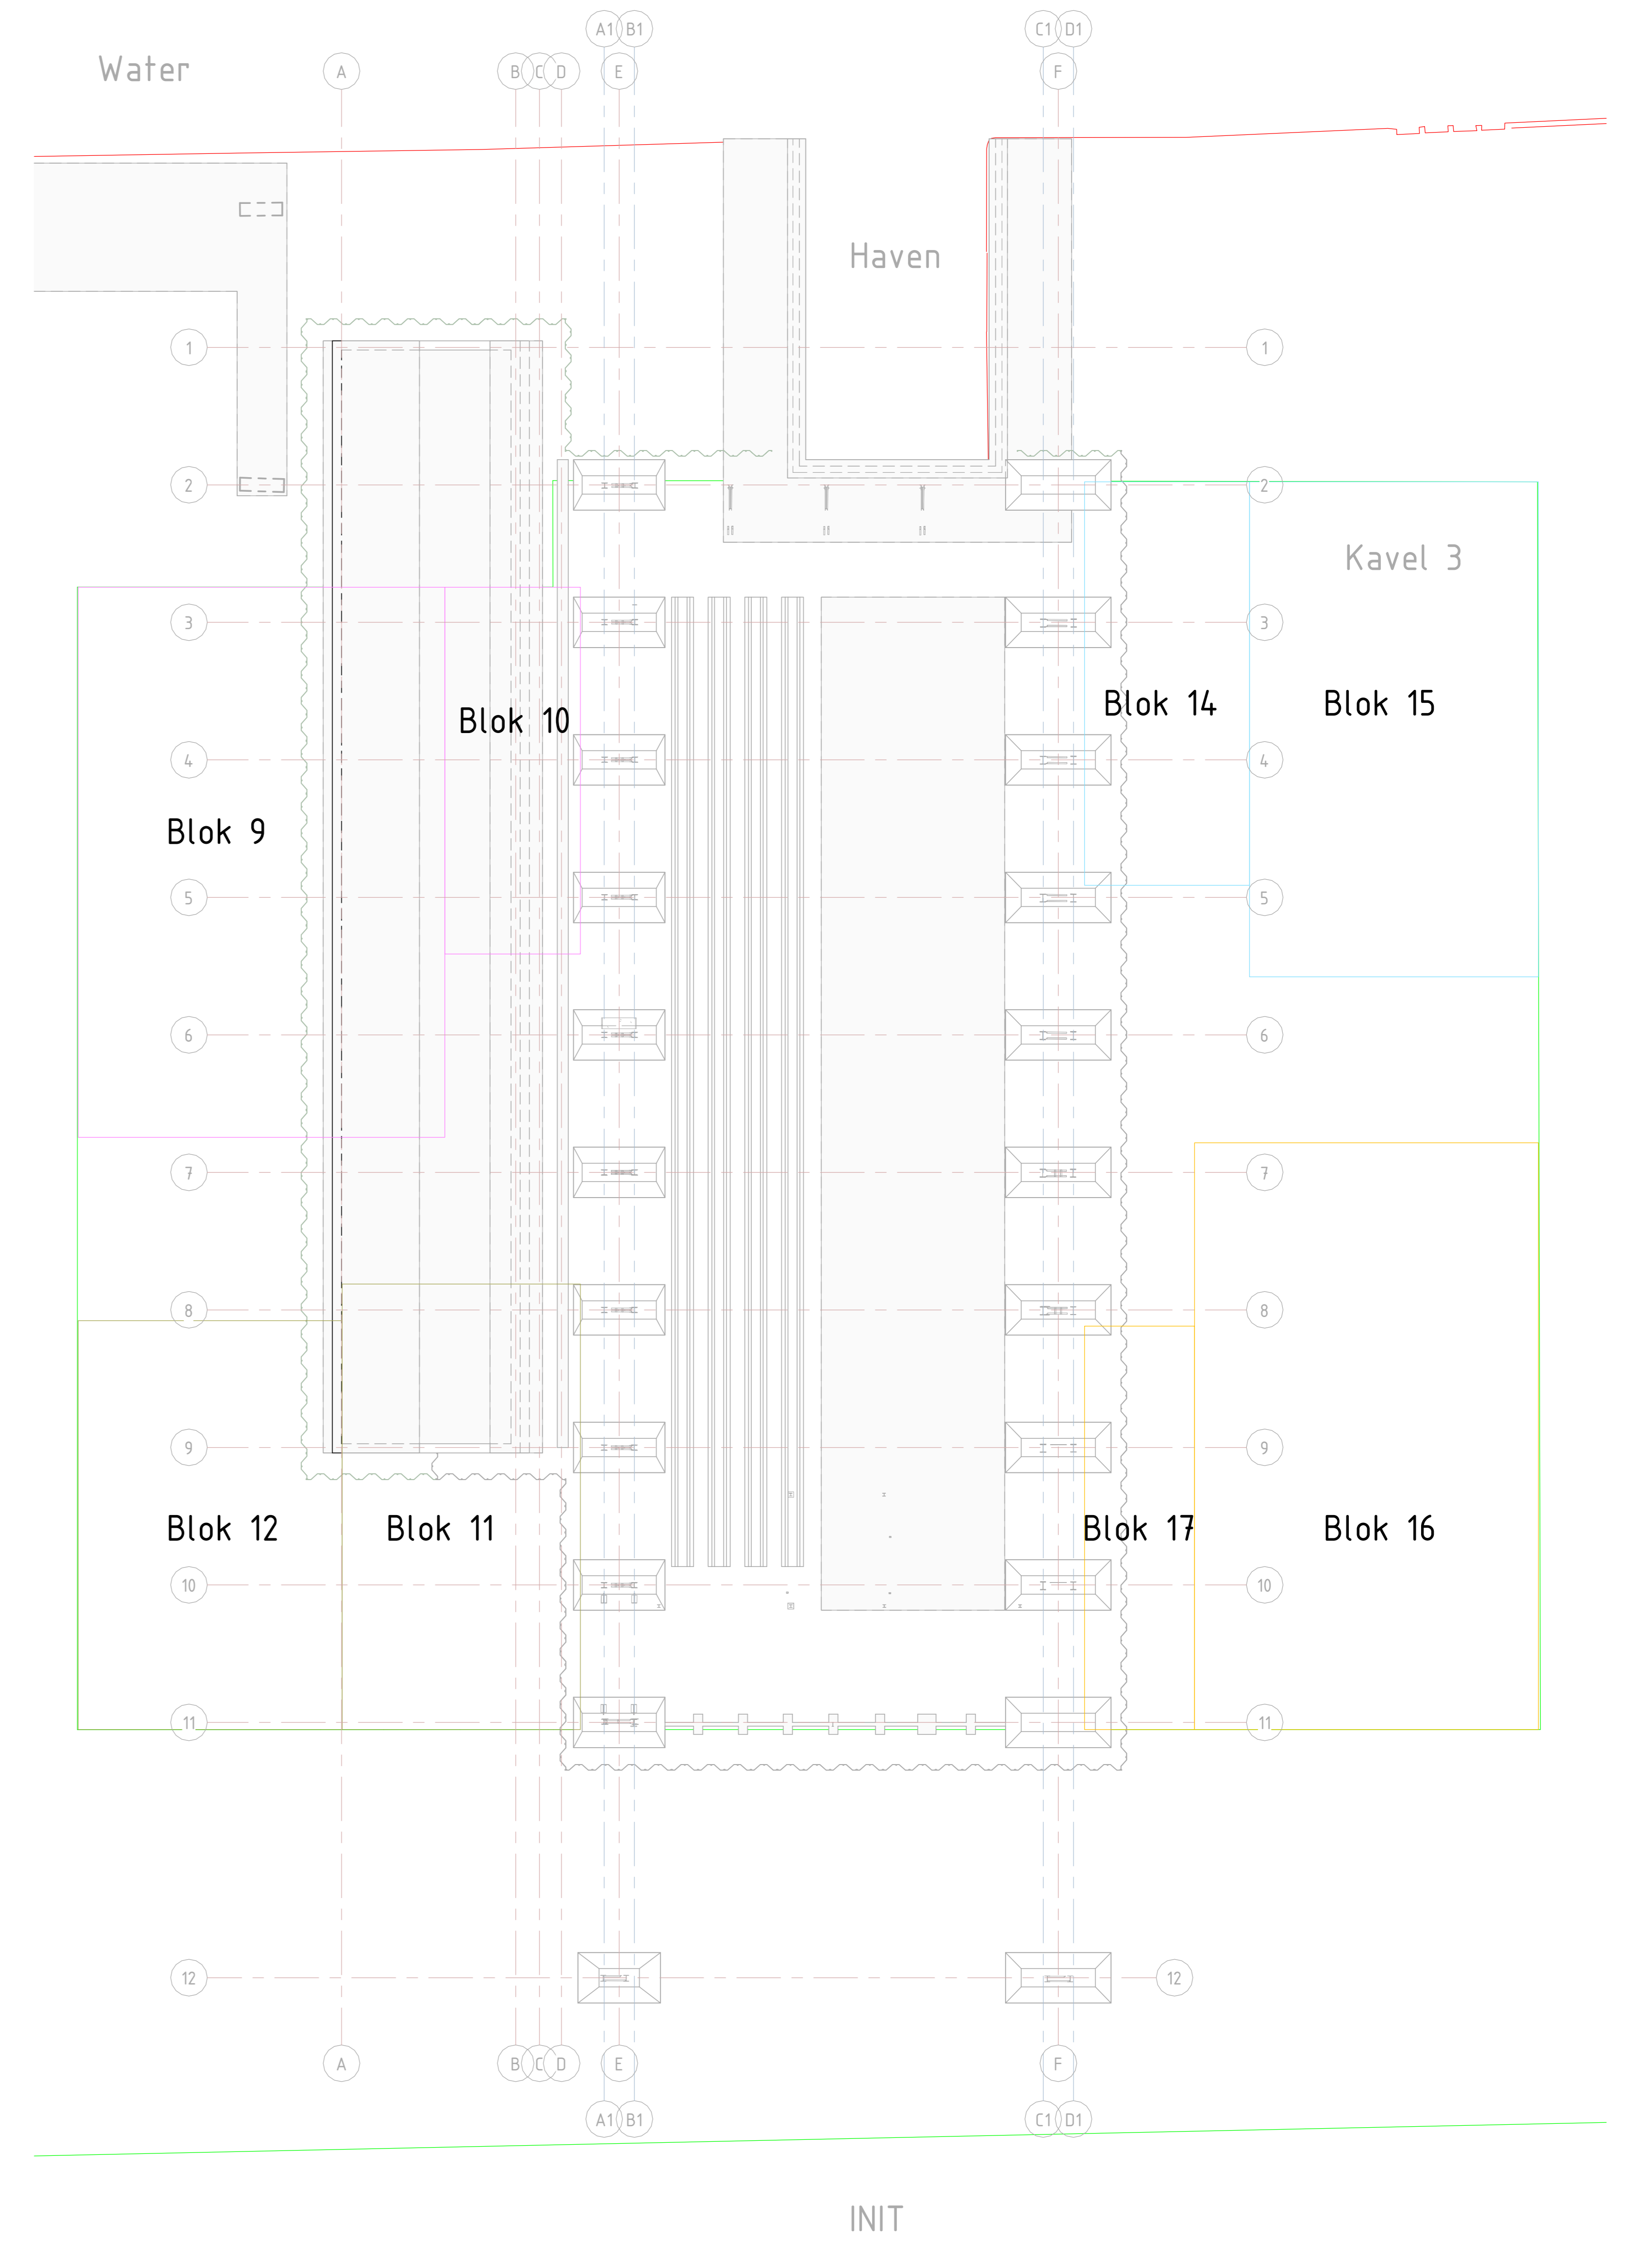 A1 B1 C1 D1
Water
A B C D E F
Haven
1 1
2 2
Kavel 3
3 3
Blok 14 Blok 15
Blok 10
4 4
Blok 9
5 5
6 6
7 7
8 8
9 9
Blok 12 Blok 11 Blok 17 Blok 16
10 10
11 11
12 12
A B C D E F
A1 B1 C1 D1
INIT